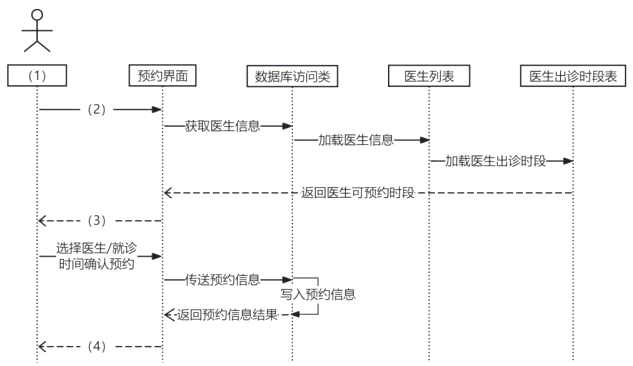 （1）
预约界面
数据库访问类
医生列表
医生出诊时段表
（2）
获取医生信息
加载医生信息
加载医生出诊时段
返回医生可预约时段
（3）
选择医生/就诊
时间确认预约
传送预约信息
写入预约信息
返回预约信息结果
（4）